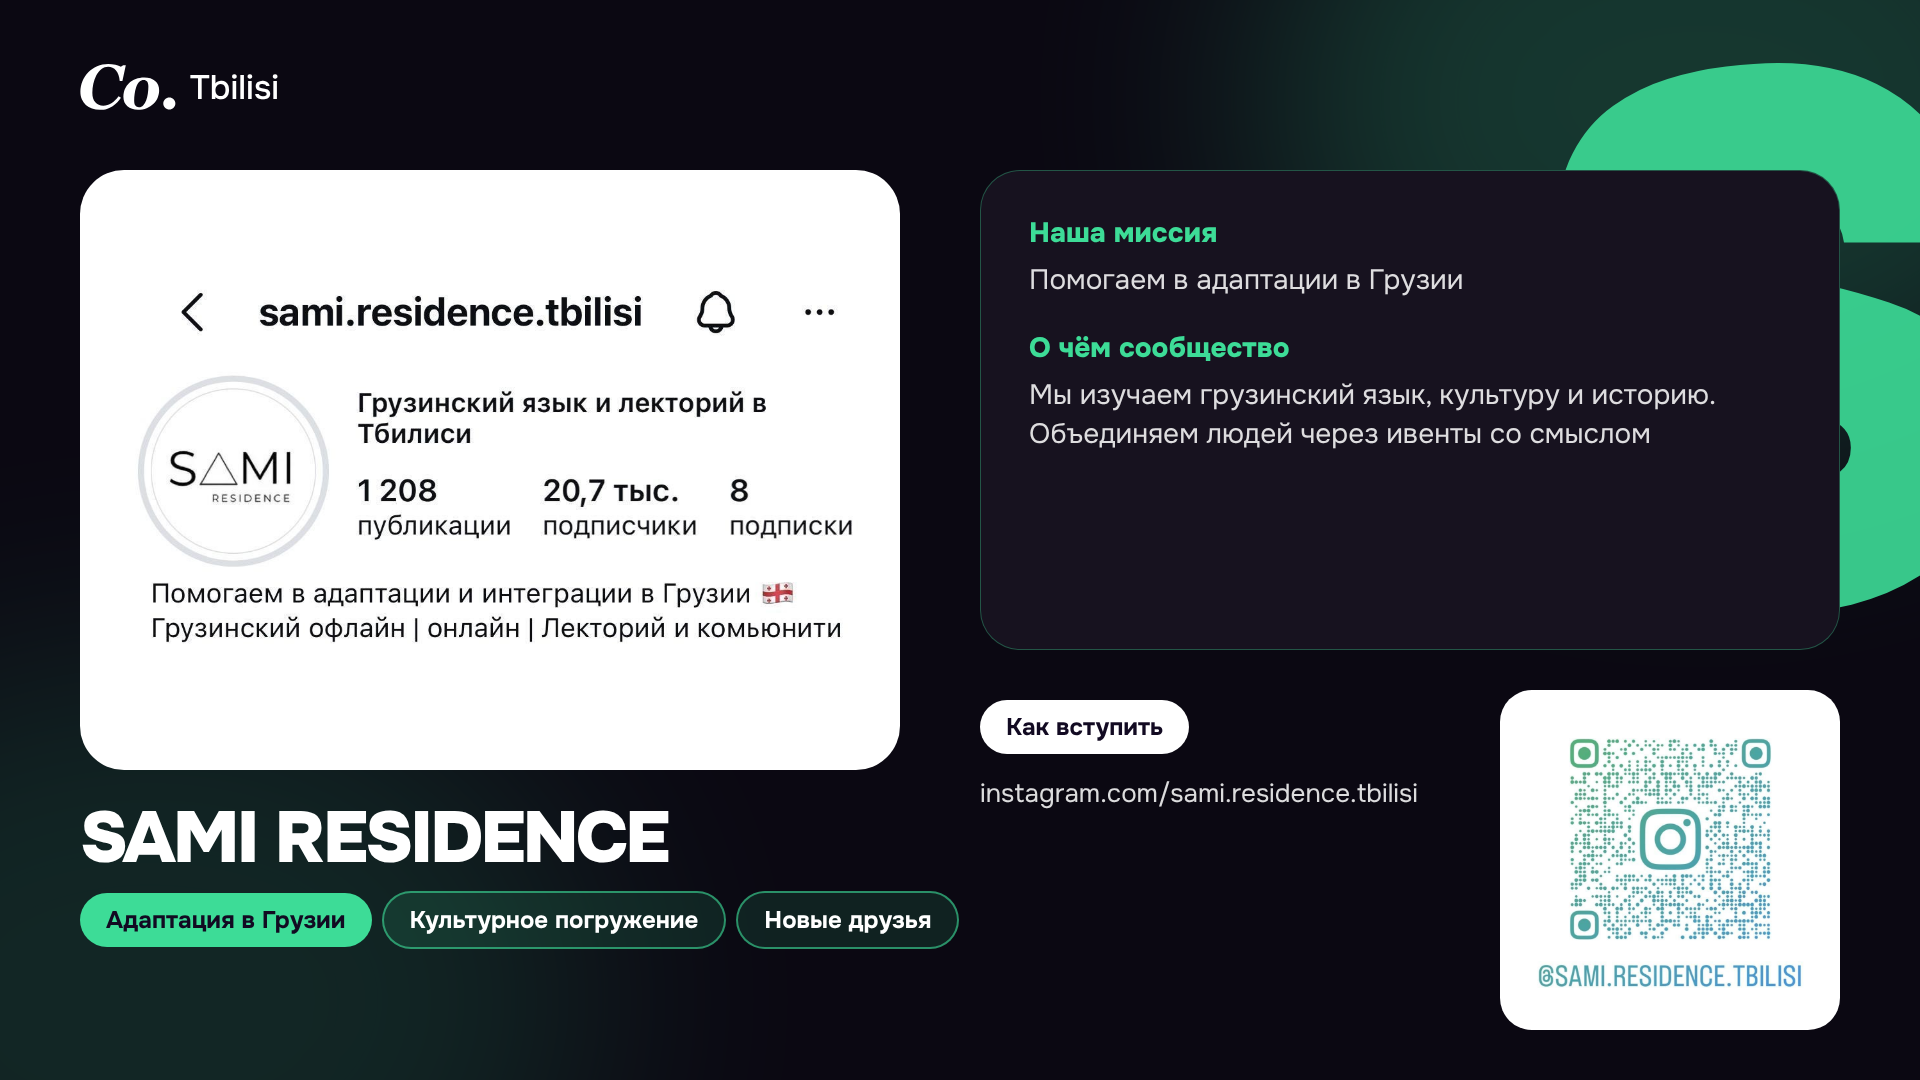 Co. Tbilisi
sami.residence.tbilisi
SAMI
RESIDENCE
Грузинский язык и лекторий в
Тбилиси
1 208 20,7 тыс. 8
публикации подписчики подписки
Помогаем в адаптации и интеграции в Грузии 🇬🇪
Грузинский офлайн | онлайн | Лекторий и комьюнити
SAMI RESIDENCE
Адаптация в Грузии Культурное погружение Новые друзья
Наша миссия
Помогаем в адаптации в Грузии
О чём сообщество
Мы изучаем грузинский язык, культуру и историю.
Объединяем людей через ивенты со смыслом
Как вступить
instagram.com/sami.residence.tbilisi
@SAMI.RESIDENCE.TBILISI